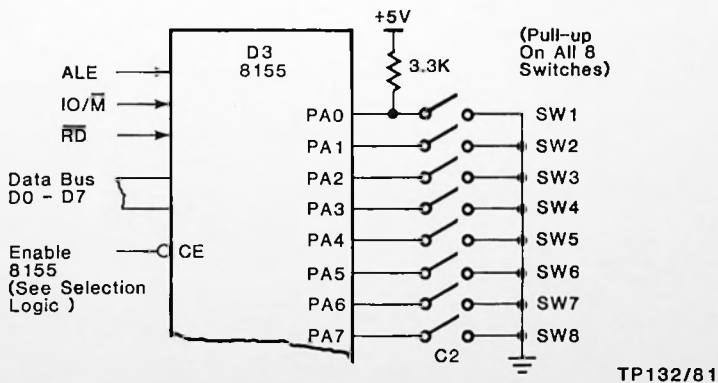 +5V
(Pull-up
On All 8
Switches)
D3
8155
3.3K
ALE
IO/M̅
R̅D̅
Data Bus
D0 - D7
Enable
8155
(See Selection
Logic )
CE
PA0
SW1
PA1
SW2
PA2
SW3
PA3
SW4
PA4
SW5
PA5
SW6
PA6
SW7
PA7
SW8
C2
TP132/81